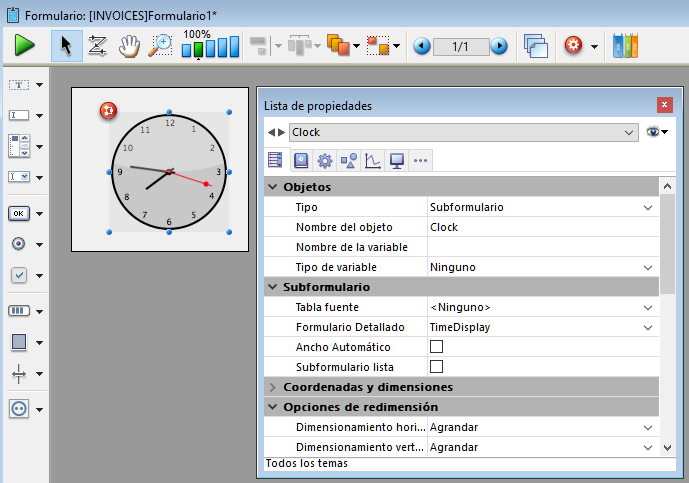 Formulario: [INVOICES]Formulario1*
100%
1/1
T
I
I
I
OK
12
1
2
3
4
5
6
7
8
9
10
11
Lista de propiedades
Clock
Objetos
Tipo Subformulario
Nombre del objeto Clock
Nombre de la variable
Tipo de variable Ninguno
Subformulario
Tabla fuente <Ninguno>
Formulario Detallado TimeDisplay
Ancho Automático
Subformulario lista
Coordenadas y dimensiones
Opciones de redimensión
Dimensionamiento hori... Agrandar
Dimensionamiento vert... Agrandar
Todos los temas